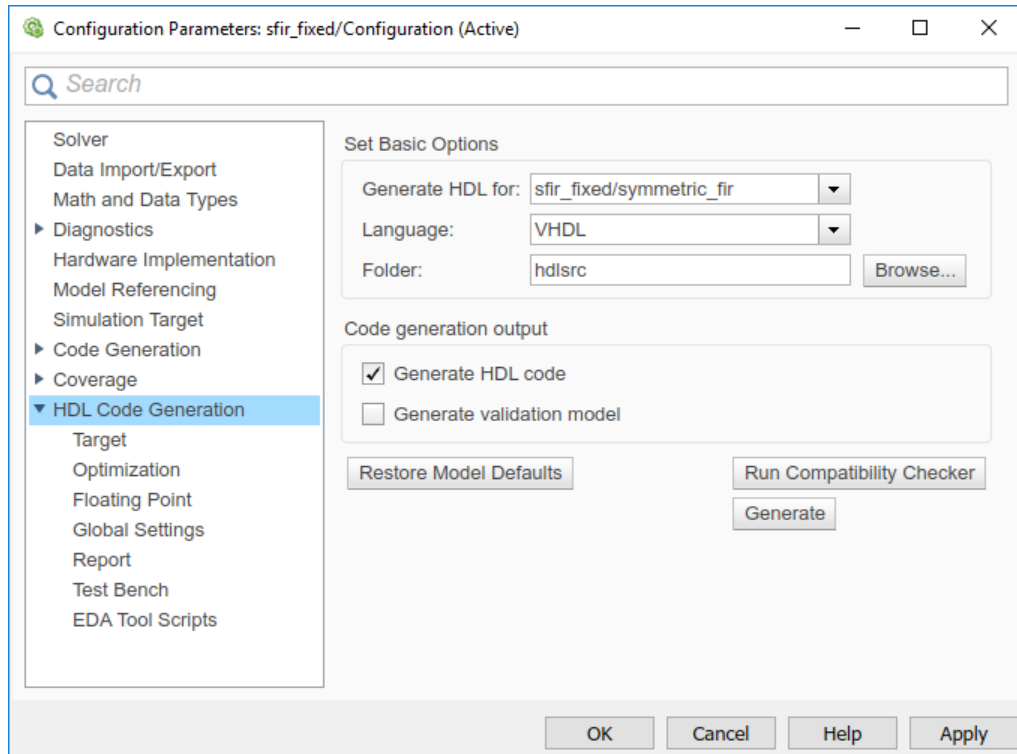 Configuration Parameters: sfir_fixed/Configuration (Active)
Search
Solver
Data Import/Export
Math and Data Types
Diagnostics
Hardware Implementation
Model Referencing
Simulation Target
Code Generation
Coverage
HDL Code Generation
Target
Optimization
Floating Point
Global Settings
Report
Test Bench
EDA Tool Scripts
Set Basic Options
Generate HDL for: sfir_fixed/symmetric_fir
Language: VHDL
Folder: hdlsrc Browse...
Code generation output
Generate HDL code
Generate validation model
Restore Model Defaults Run Compatibility Checker
Generate
OK Cancel Help Apply